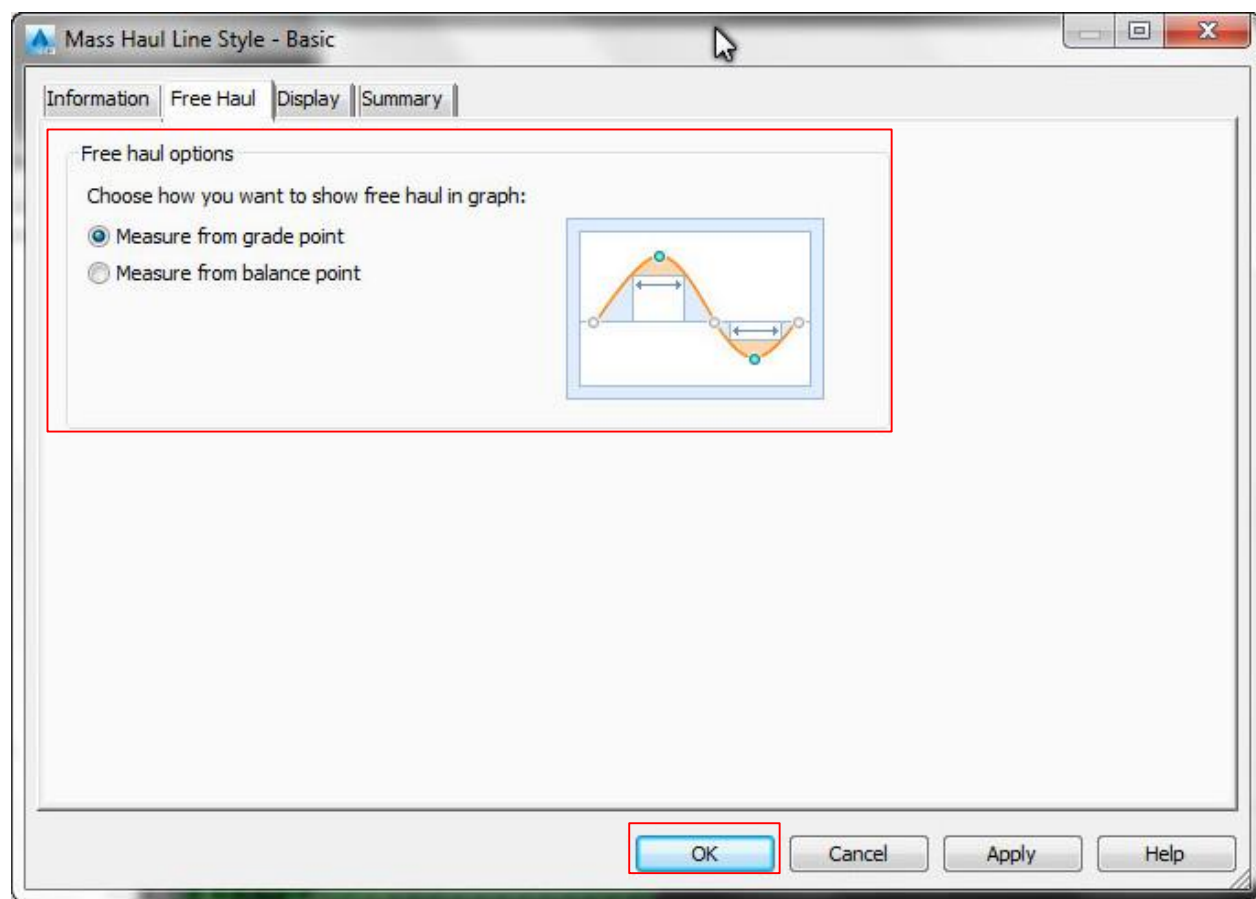 Mass Haul Line Style - Basic
Information Free Haul Display Summary
Free haul options
Choose how you want to show free haul in graph:
Measure from grade point
Measure from balance point
OK Cancel Apply Help